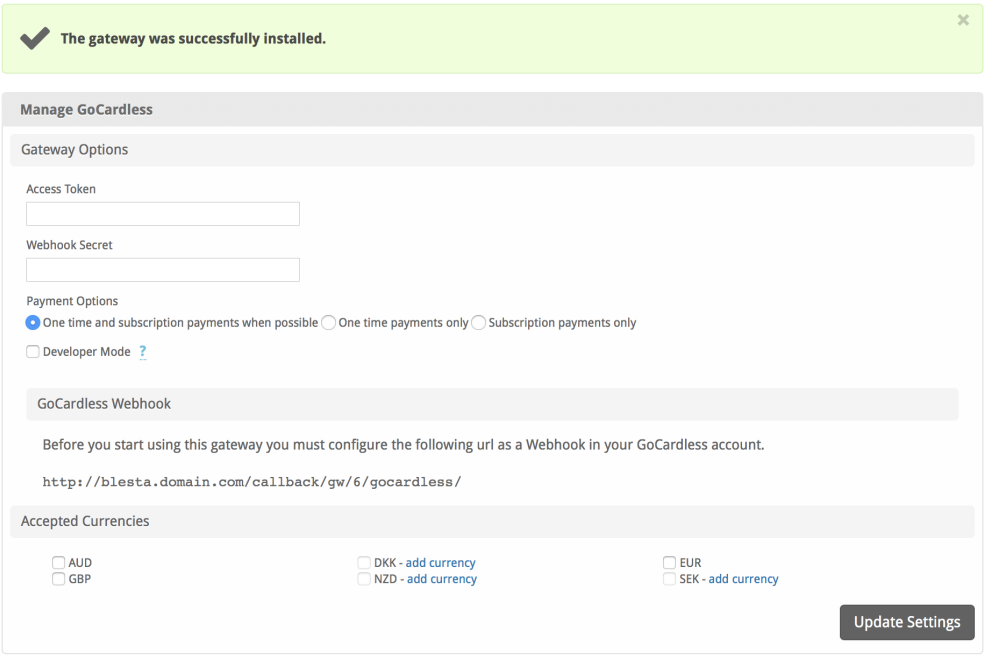 The gateway was successfully installed.
Manage GoCardless
Gateway Options
Access Token
Webhook Secret
Payment Options
One time and subscription payments when possible One time payments only Subscription payments only
Developer Mode ?
GoCardless Webhook
Before you start using this gateway you must configure the following url as a Webhook in your GoCardless account.
http://blesta.domain.com/callback/gw/6/gocardless/
Accepted Currencies
AUD DKK - add currency EUR
GBP NZD - add currency SEK - add currency
Update Settings